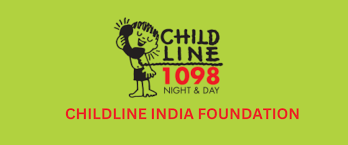 CHILD
LINE
1098
NIGHT & DAY
CHILDLINE INDIA FOUNDATION